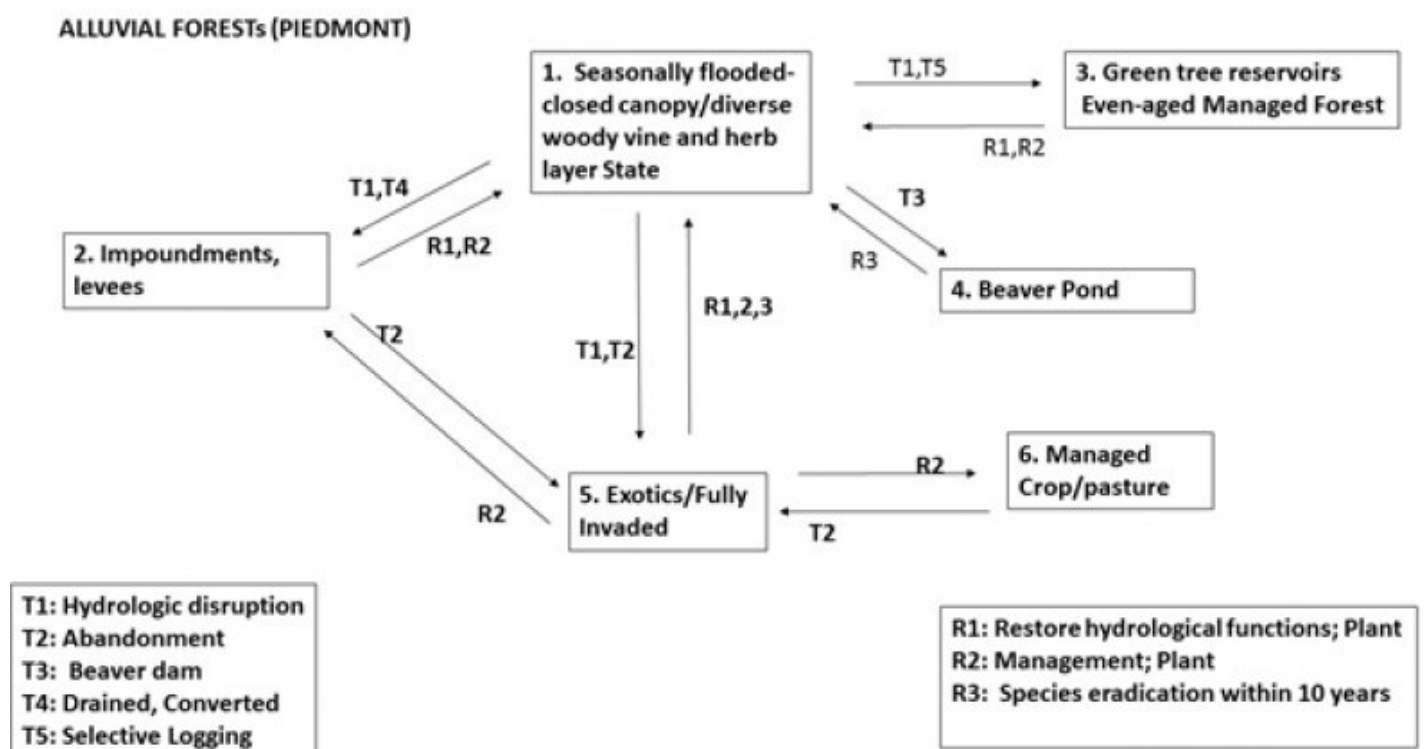 ALLUVIAL FORESTs (PIEDMONT)
1. Seasonally flooded-
closed canopy/diverse
woody vine and herb
layer State
T1,T5
R1,R2
3. Green tree reservoirs
Even-aged Managed Forest
T1,T4
R1,R2
T3
R3
2. Impoundments,
levees
4. Beaver Pond
T2
R2
T1,T2
R1,2,3
5. Exotics/Fully
Invaded
R2
T2
6. Managed
Crop/pasture
T1: Hydrologic disruption
T2: Abandonment
T3: Beaver dam
T4: Drained, Converted
T5: Selective Logging
R1: Restore hydrological functions; Plant
R2: Management; Plant
R3: Species eradication within 10 years